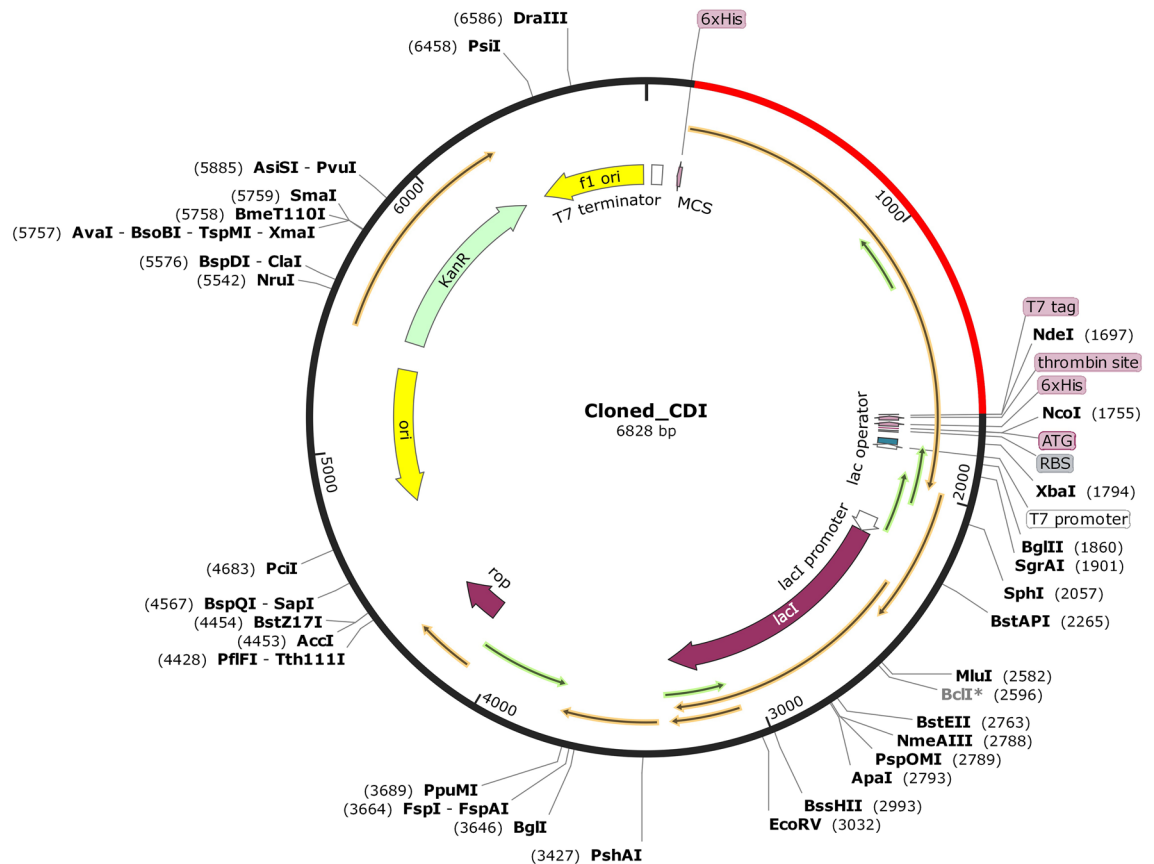 (6586) DraIII
6xHis
(6458) PsiI
(5885) AsiSI - PvuI
(5759) SmaI
(5758) BmeT110I
(5757) AvaI - BsoBI - TspMI - XmaI
(5576) BspDI - ClaI
(5542) NruI
6000
f1 ori
T7 terminator
MCS
1000
KanR
T7 tag
NdeI (1697)
thrombin site
6xHis
NcoI (1755)
ATG
RBS
XbaI (1794)
T7 promoter
BglII (1860)
SgrAI (1901)
SphI (2057)
BstAPI (2265)
Cloned_CDI
6828 bp
lac operator
ori
5000
2000
lacI promoter
lacI
rop
(4683) PciI
(4567) BspQI - SapI
(4454) BstZ17I
(4453) AccI
(4428) PflFI - Tth111I
MluI (2582)
BclI* (2596)
BstEII (2763)
NmeAIII (2788)
PspOMI (2789)
ApaI (2793)
BssHII (2993)
EcoRV (3032)
4000
3000
(3689) PpuMI
(3664) FspI - FspAI
(3646) BglI
(3427) PshAI